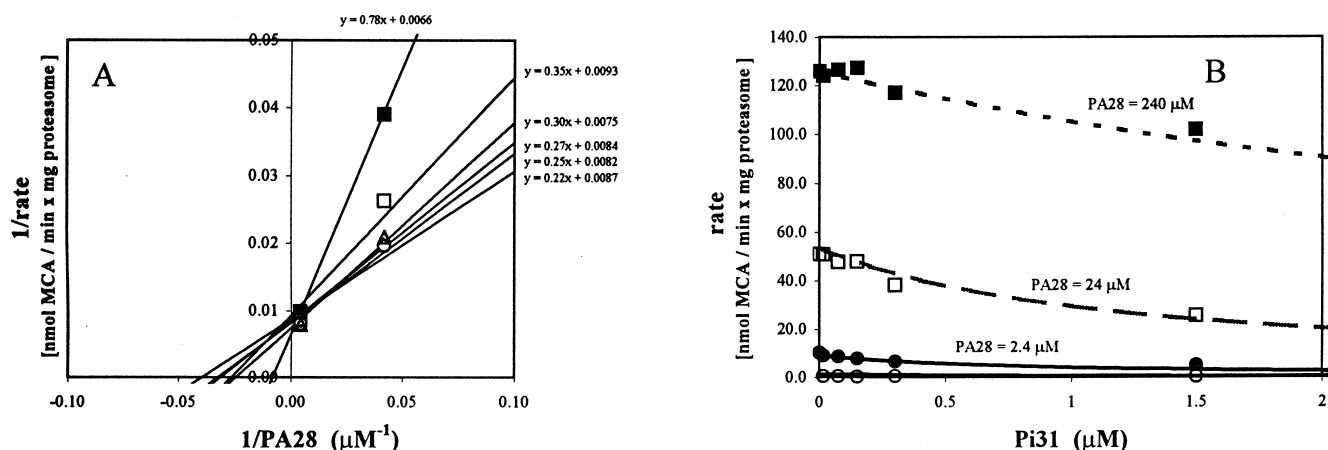 y = 0.78x + 0.0066
A
0.05
0.04
0.03
0.02
0.01
0.0
y = 0.35x + 0.0093
y = 0.30x + 0.0075
y = 0.27x + 0.0084
y = 0.25x + 0.0082
y = 0.22x + 0.0087
1/rate
[nmol MCA / min x mg proteasome]
-0.10
-0.05
0.00
0.05
0.10
1/PA28 (μM⁻¹)
B
140.0
120.0
100.0
80.0
60.0
40.0
20.0
0.0
PA28 = 240 μM
PA28 = 24 μM
PA28 = 2.4 μM
rate
[nmol MCA / min x mg proteasome]
0
0.5
1
1.5
2
Pi31 (μM)